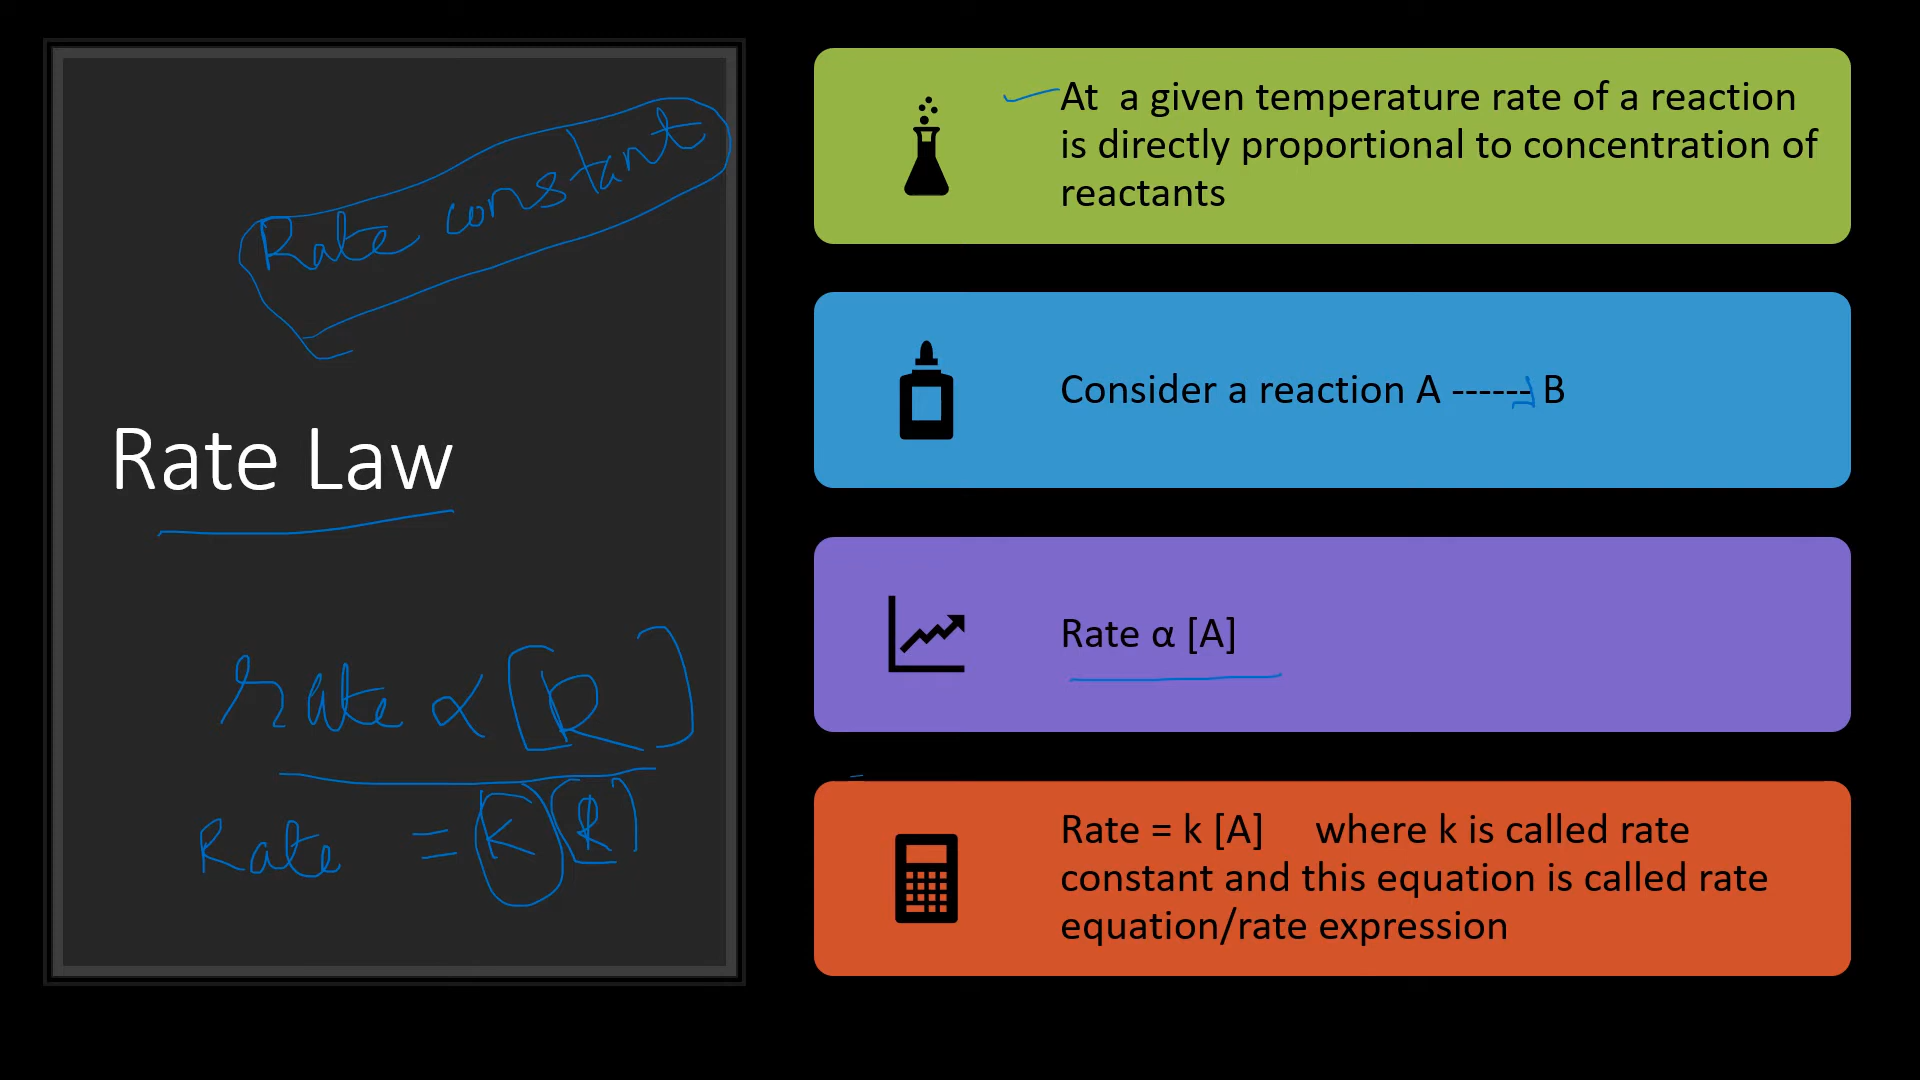 Rate constant
Rate Law
rate ∝ [R]
Rate = K [R]
At  a given temperature rate of a reaction
is directly proportional to concentration of
reactants
Consider a reaction A ------ B
Rate α [A]
Rate = k [A]    where k is called rate
constant and this equation is called rate
equation/rate expression